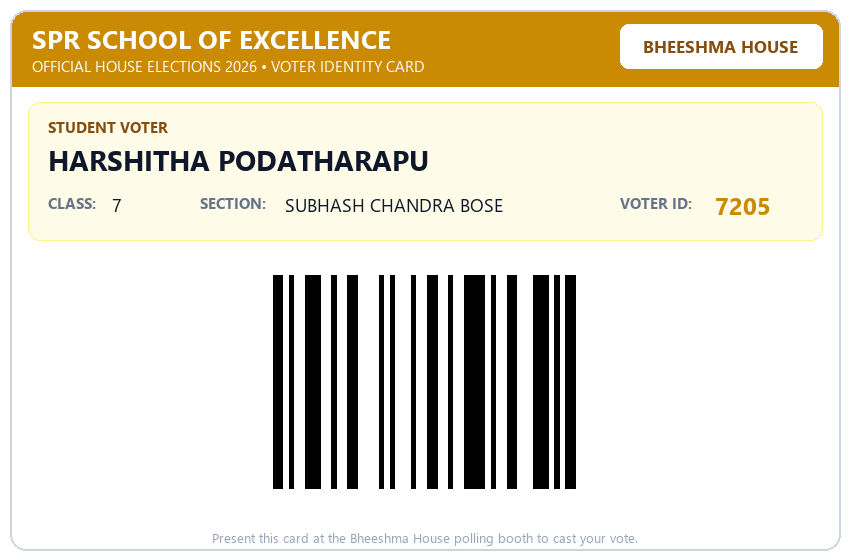 SPR SCHOOL OF EXCELLENCE
OFFICIAL HOUSE ELECTIONS 2026 • VOTER IDENTITY CARD
BHEESHMA HOUSE
STUDENT VOTER
HARSHITHA PODATHARAPU
CLASS: 7 SECTION: SUBHASH CHANDRA BOSE VOTER ID: 7205
Present this card at the Bheeshma House polling booth to cast your vote.